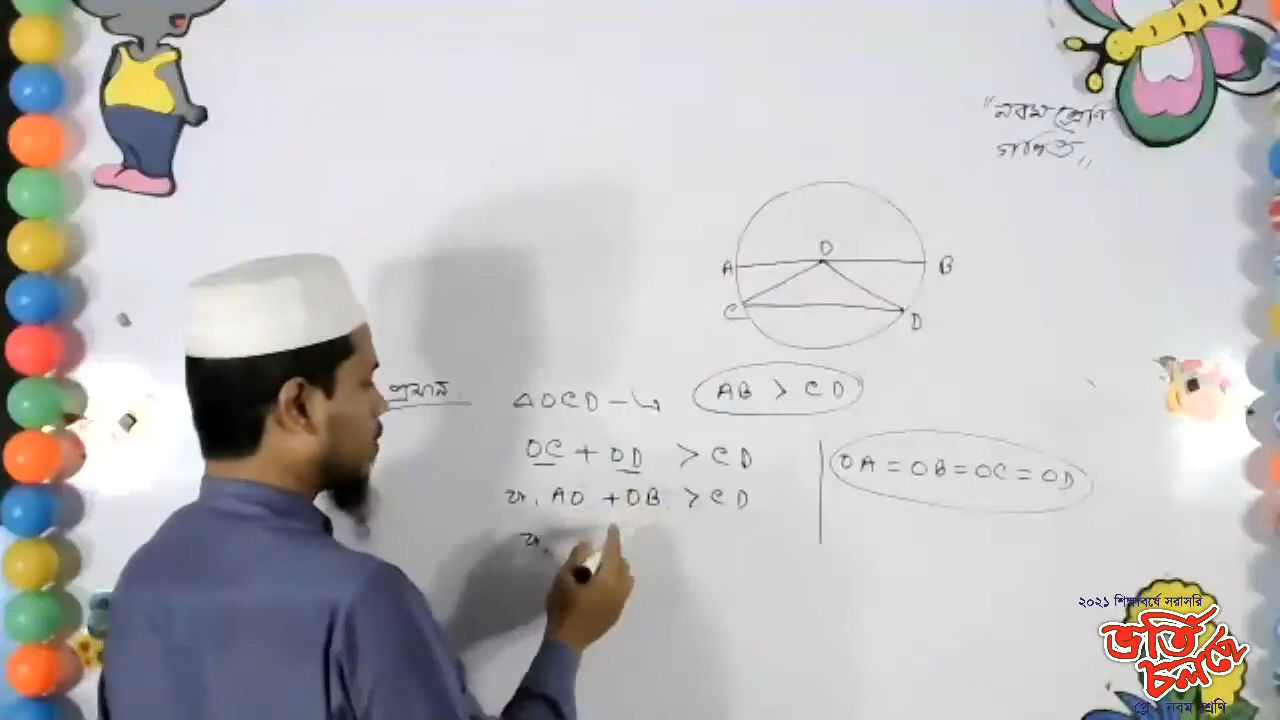 "নবম শ্রেণি
গণিত"
O
A B
C D
প্রমাণ
△OCD-এ
AB > CD
OC + OD > CD
OA = OB = OC = OD
বা, AO + OB > CD
বা,
২০২১ শিক্ষাবর্ষে সরাসরি
ভর্তি
চলছে
প্লে - নবম শ্রেণি